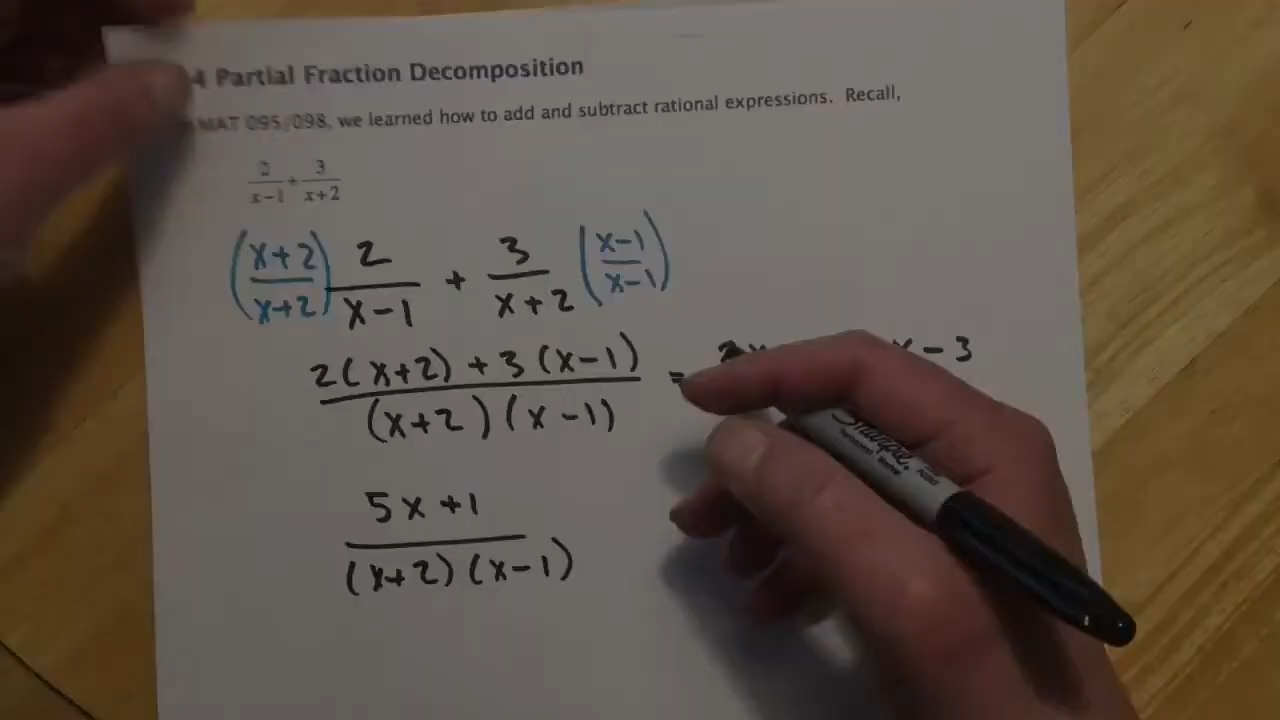 4 Partial Fraction Decomposition
MAT 095/098, we learned how to add and subtract rational expressions. Recall,
2/(x−1) + 3/(x+2)
((x+2)/(x+2)) 2/(x−1) + 3/(x+2) ((x−1)/(x−1))
(2(x+2) + 3(x−1))/((x+2)(x−1)) = x − 3
(5x+1)/((x+2)(x−1))
Sharpie